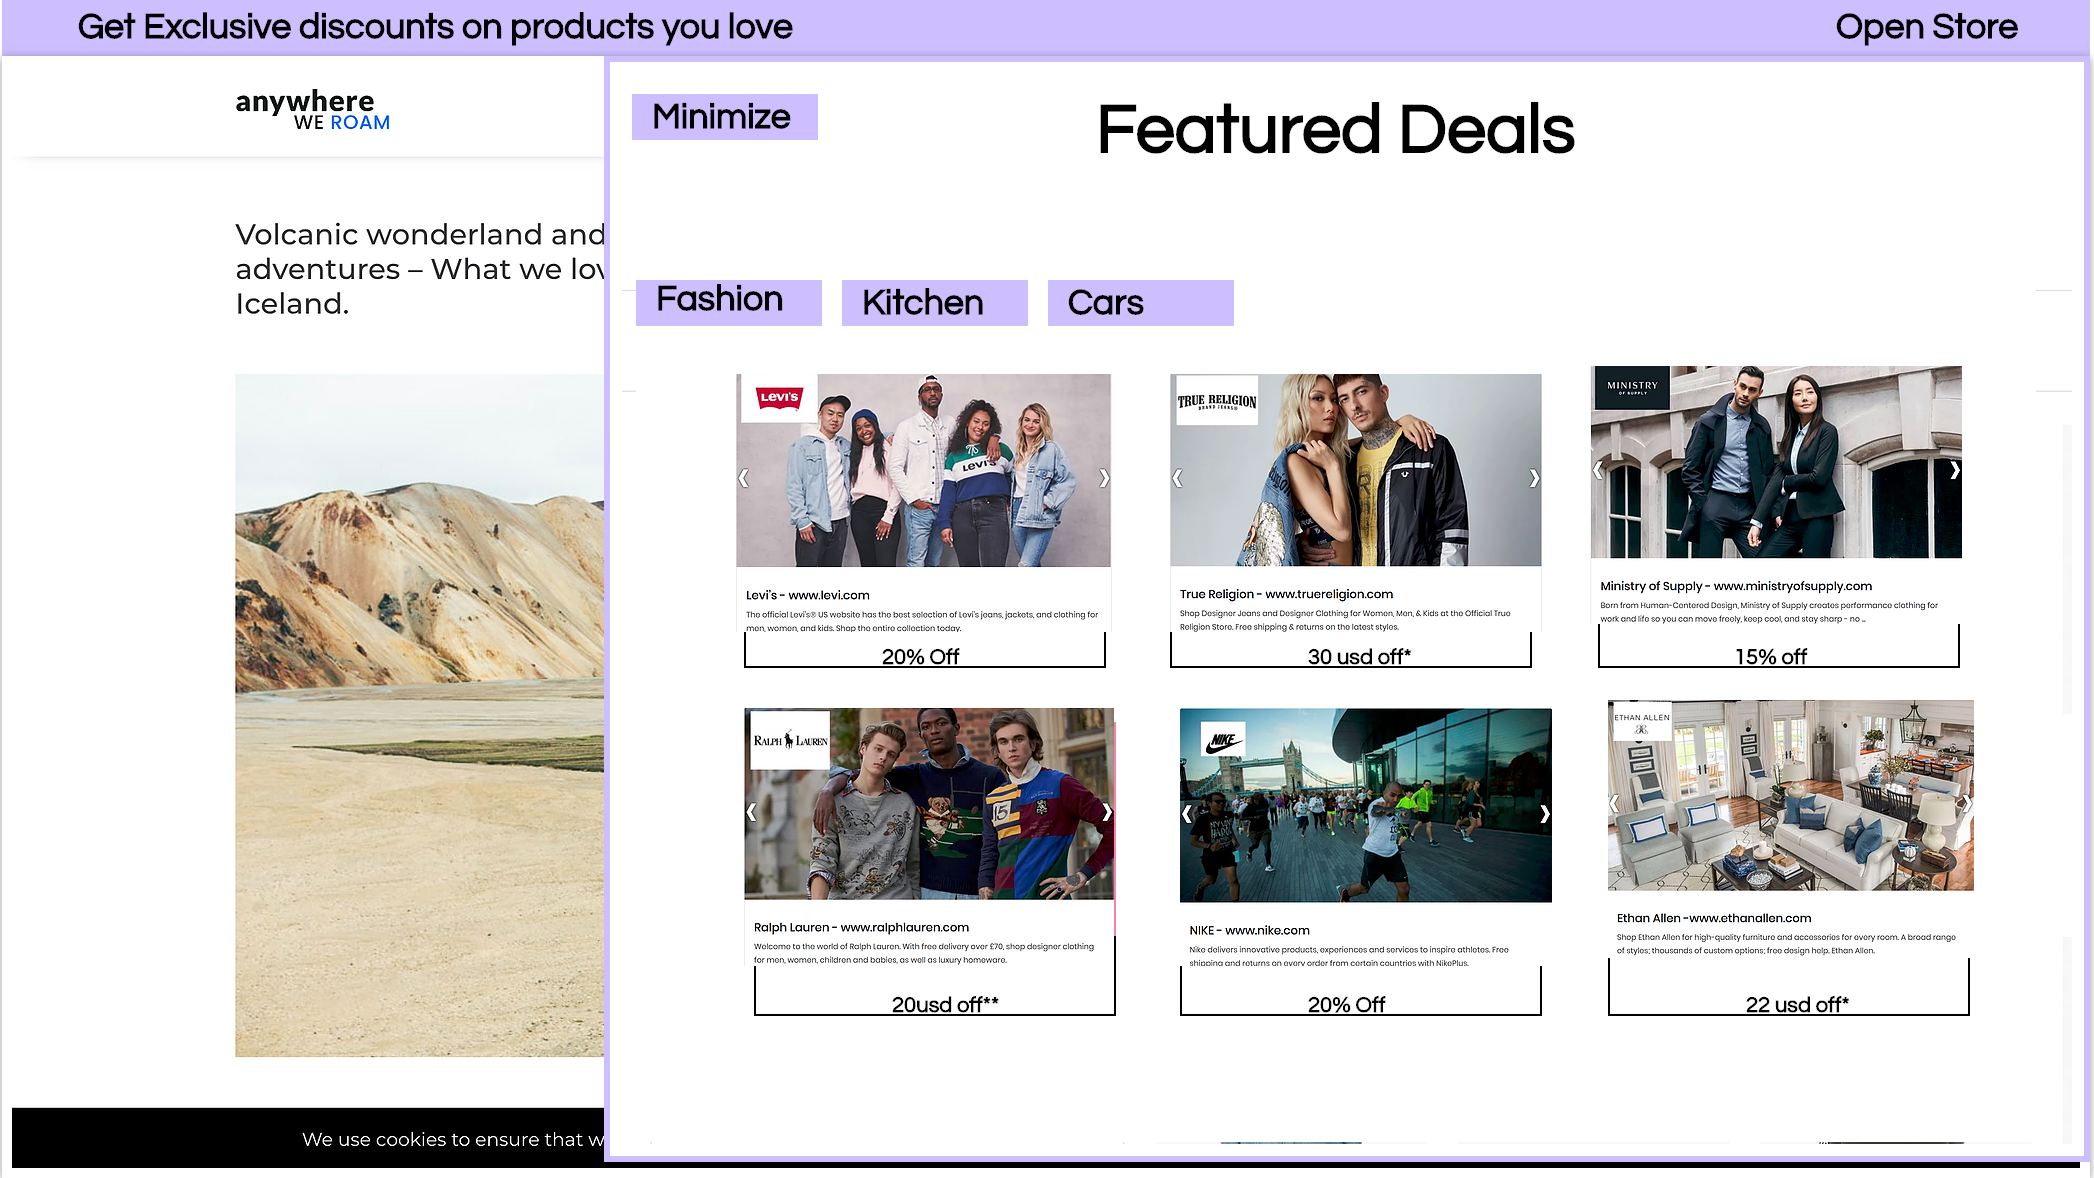 Get Exclusive discounts on products you love
Open Store
anywhere
WE ROAM
Volcanic wonderland and
adventures – What we lov
Iceland.
We use cookies to ensure that w
Minimize
Featured Deals
Fashion
Kitchen
Cars
LEVI'S
LEVI'S
Levi's - www.levi.com
The official Levi's® US website has the best selection of Levi's jeans, jackets, and clothing for
men, women, and kids. Shop the entire collection today.
20% Off
TRUE RELIGION
BRAND JEANS®
True Religion - www.truereligion.com
Shop Designer Jeans and Designer Clothing for Women, Men, & Kids at the Official True
Religion Store. Free shipping & returns on the latest styles.
30 usd off*
MINISTRY
OF SUPPLY
Ministry of Supply - www.ministryofsupply.com
Born from Human-Centered Design, Ministry of Supply creates performance clothing for
work and life so you can move freely, keep cool, and stay sharp - no ...
15% off
RALPH LAUREN
15
Ralph Lauren - www.ralphlauren.com
Welcome to the world of Ralph Lauren. With free delivery over £70, shop designer clothing
for men, women, children and babies, as well as luxury homeware.
20usd off**
NIKE
NIKE - www.nike.com
Nike delivers innovative products, experiences and services to inspire athletes. Free
shipping and returns on every order from certain countries with NikePlus.
20% Off
ETHAN ALLEN
Ethan Allen -www.ethanallen.com
Shop Ethan Allen for high-quality furniture and accessories for every room. A broad range
of styles; thousands of custom options; free design help. Ethan Allen.
22 usd off*